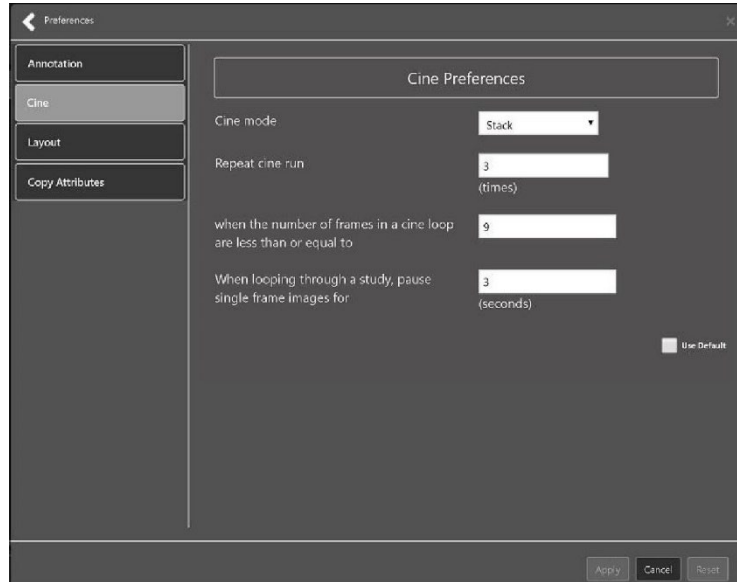 Preferences
Annotation
Cine
Layout
Copy Attributes
Cine Preferences
Cine mode
Stack
Repeat cine run
3
(times)
when the number of frames in a cine loop
are less than or equal to
9
When looping through a study, pause
single frame images for
3
(seconds)
Use Default
Apply
Cancel
Reset